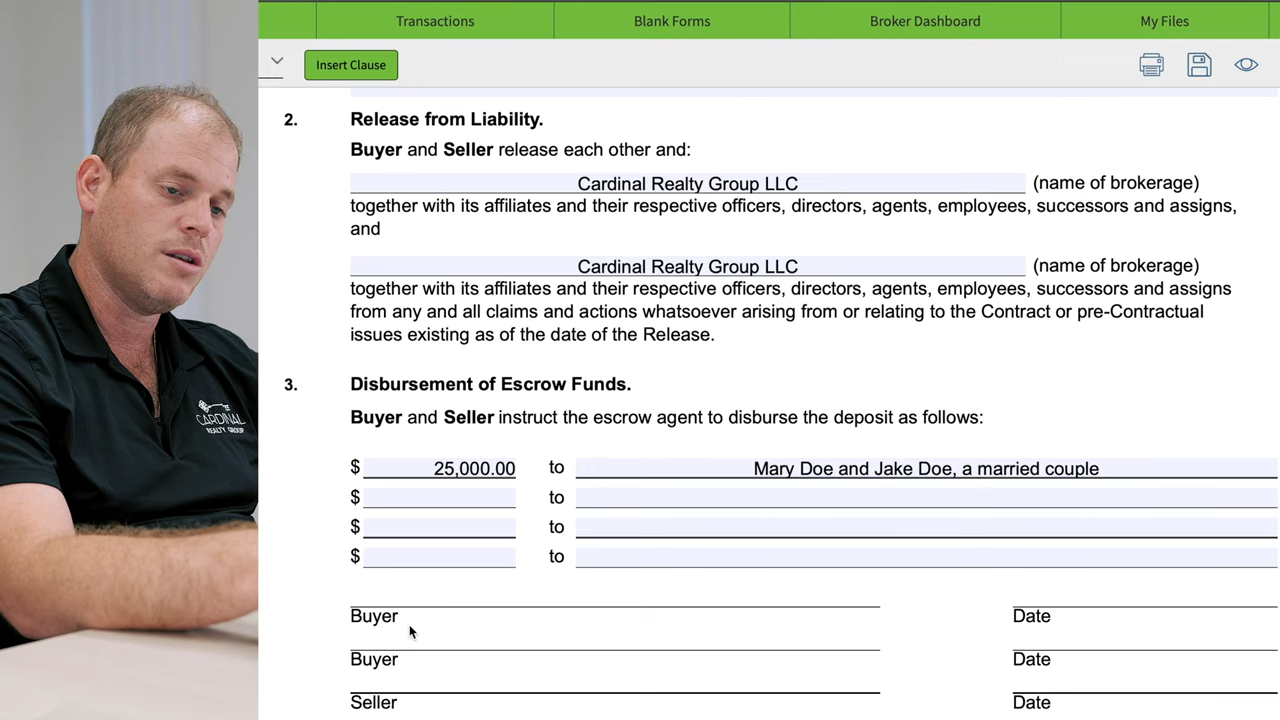 Transactions
Blank Forms
Broker Dashboard
My Files
Insert Clause
2. Release from Liability.
Buyer and Seller release each other and:
Cardinal Realty Group LLC (name of brokerage)
together with its affiliates and their respective officers, directors, agents, employees, successors and assigns,
and
Cardinal Realty Group LLC (name of brokerage)
together with its affiliates and their respective officers, directors, agents, employees, successors and assigns
from any and all claims and actions whatsoever arising from or relating to the Contract or pre-Contractual
issues existing as of the date of the Release.
3. Disbursement of Escrow Funds.
Buyer and Seller instruct the escrow agent to disburse the deposit as follows:
$ 25,000.00 to Mary Doe and Jake Doe, a married couple
$ to
$ to
$ to
Buyer Date
Buyer Date
Seller Date
CARDINAL
REALTY GROUP